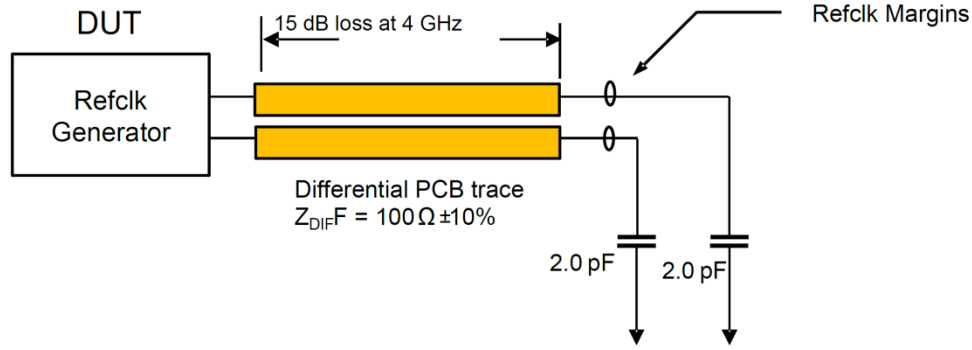 DUT
15 dB loss at 4 GHz
Refclk Margins
Refclk
Generator
Differential PCB trace
Z_DIFF = 100 Ω ±10%
2.0 pF
2.0 pF